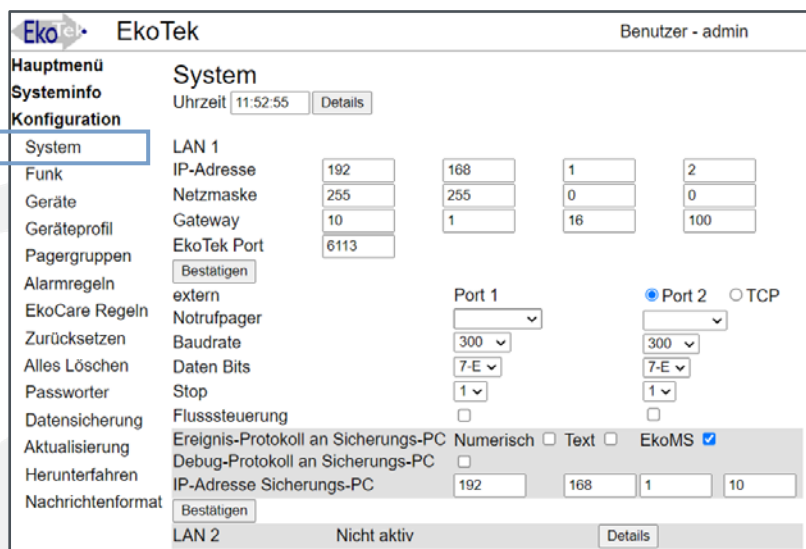 EkoTek EkoTek Benutzer - admin
Hauptmenü
Systeminfo
Konfiguration
System
Funk
Geräte
Geräteprofil
Pagergruppen
Alarmregeln
EkoCare Regeln
Zurücksetzen
Alles Löschen
Passworter
Datensicherung
Aktualisierung
Herunterfahren
Nachrichtenformat
System
Uhrzeit 11:52:55 Details
LAN 1
IP-Adresse 192 168 1 2
Netzmaske 255 255 0 0
Gateway 10 1 16 100
EkoTek Port 6113
Bestätigen
extern Port 1 Port 2 TCP
Notrufpager
Baudrate 300 300
Daten Bits 7-E 7-E
Stop 1 1
Flusssteuerung
Ereignis-Protokoll an Sicherungs-PC Numerisch Text EkoMS
Debug-Protokoll an Sicherungs-PC
IP-Adresse Sicherungs-PC 192 168 1 10
Bestätigen
LAN 2 Nicht aktiv Details